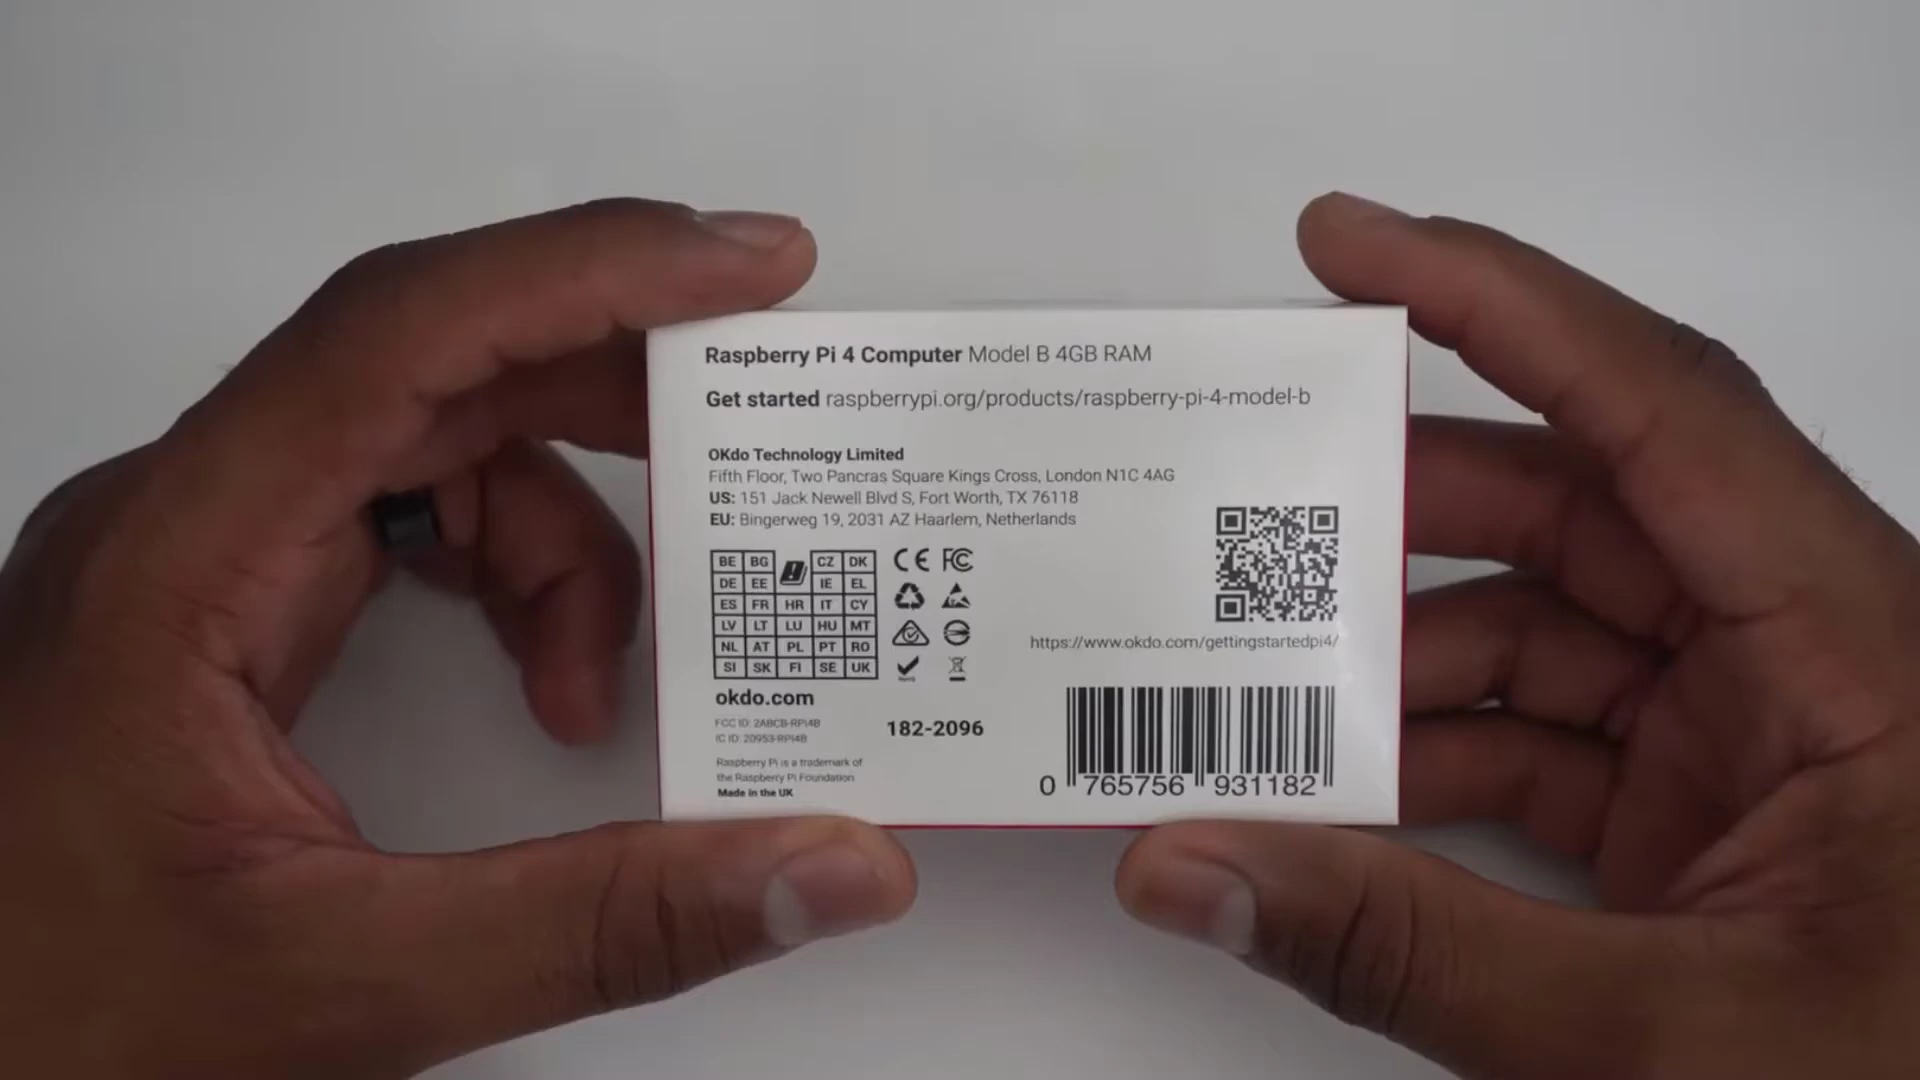 Raspberry Pi 4 Computer Model B 4GB RAM
Get started raspberrypi.org/products/raspberry-pi-4-model-b
OKdo Technology Limited
Fifth Floor, Two Pancras Square Kings Cross, London N1C 4AG
US: 151 Jack Newell Blvd S, Fort Worth, TX 76118
EU: Bingerweg 19, 2031 AZ Haarlem, Netherlands
BE BG CZ DK
DE EE IE EL
ES FR HR IT CY
LV LT LU HU MT
NL AT PL PT RO
SI SK FI SE UK
CE FC
https://www.okdo.com/gettingstartedpi4/
okdo.com
FCC ID: 2ABCB-RPI4B
IC ID: 20953-RPI4B
182-2096
Raspberry Pi is a trademark of
the Raspberry Pi Foundation
Made in the UK
0 765756 931182